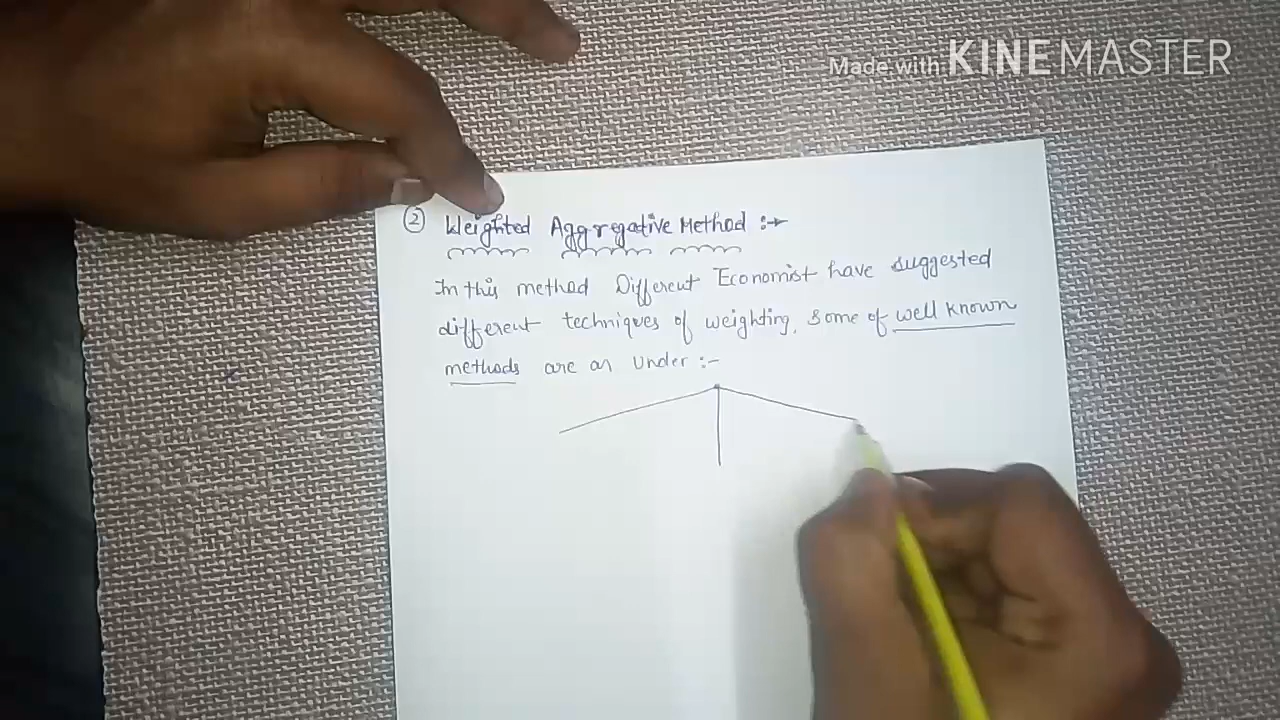 Made with KINEMASTER
② Weighted Aggregative Method :→
In this method Different Economist have suggested
different techniques of weighting, some of well known
methods are as under :-